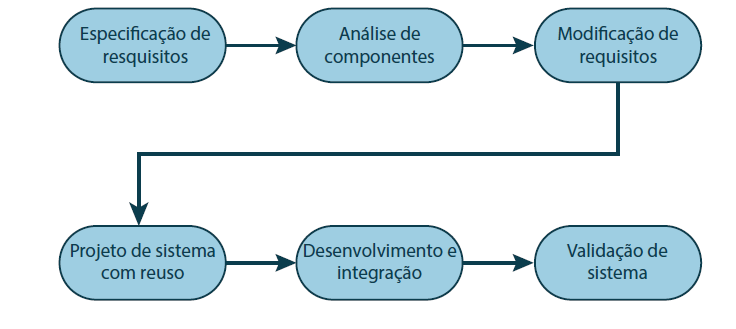 Especificação de
resquisitos
Análise de
componentes
Modificação de
requisitos
Projeto de sistema
com reuso
Desenvolvimento e
integração
Validação de
sistema